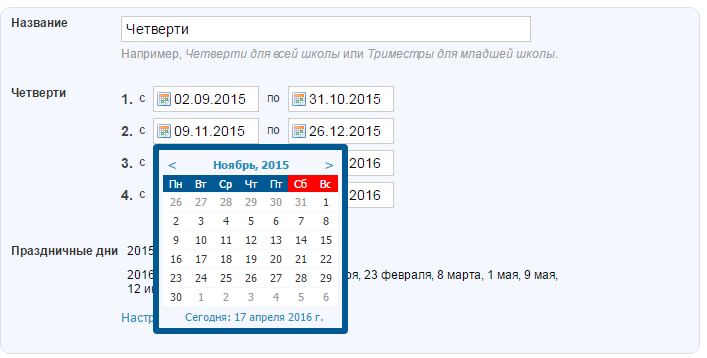 Название
Четверти
Например, Четверти для всей школы или Триместры для младшей школы.
Четверти
1. с 02.09.2015 по 31.10.2015
2. с 09.11.2015 по 26.12.2015
3. с 2016
4. с 2016
< Ноябрь, 2015 >
Пн Вт Ср Чт Пт Сб Вс
26 27 28 29 30 31 1
2 3 4 5 6 7 8
9 10 11 12 13 14 15
16 17 18 19 20 21 22
23 24 25 26 27 28 29
30 1 2 3 4 5 6
Сегодня: 17 апреля 2016 г.
Праздничные дни 2015
2016 ря, 23 февраля, 8 марта, 1 мая, 9 мая,
12 ию
Настр